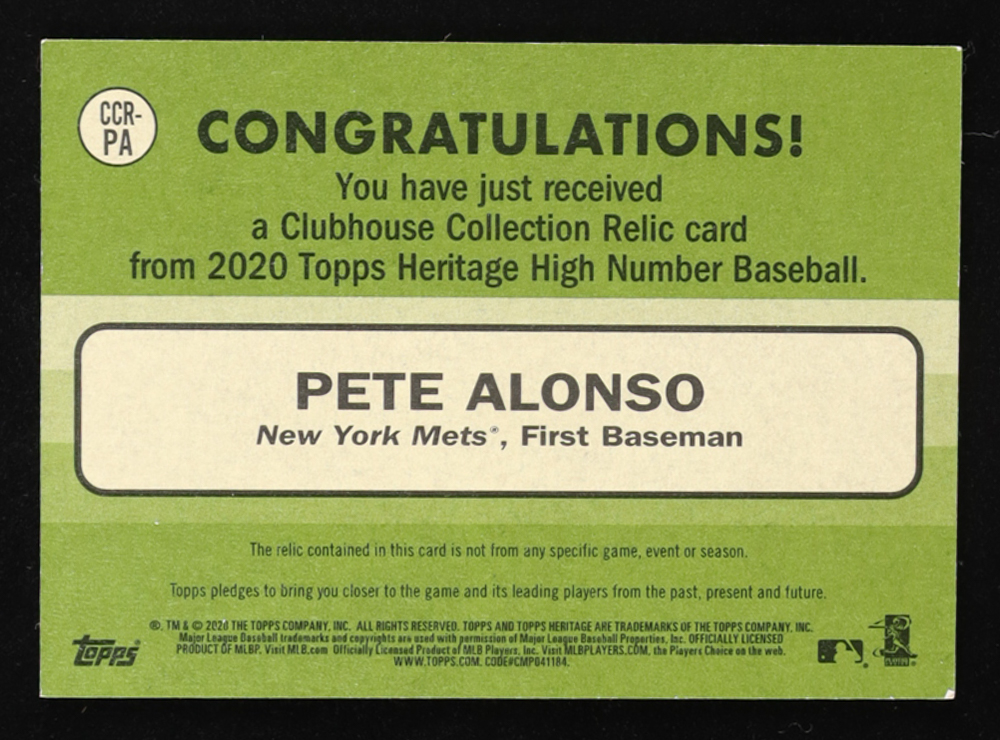 CCR-
PA
CONGRATULATIONS!
You have just received
a Clubhouse Collection Relic card
from 2020 Topps Heritage High Number Baseball.
PETE ALONSO
New York Mets®, First Baseman
The relic contained in this card is not from any specific game, event or season.
Topps pledges to bring you closer to the game and its leading players from the past, present and future.
®, TM & © 2020 THE TOPPS COMPANY, INC. ALL RIGHTS RESERVED. TOPPS AND TOPPS HERITAGE ARE TRADEMARKS OF THE TOPPS COMPANY, INC.
Major League Baseball trademarks and copyrights are used with permission of Major League Baseball Properties, Inc. OFFICIALLY LICENSED
PRODUCT OF MLBP. Visit MLB.com Officially Licensed Product of MLB Players, Inc. Visit MLBPLAYERS.COM, the Players Choice on the web.
WWW.TOPPS.COM. CODE#CMP041184.
Topps
PLAYERS